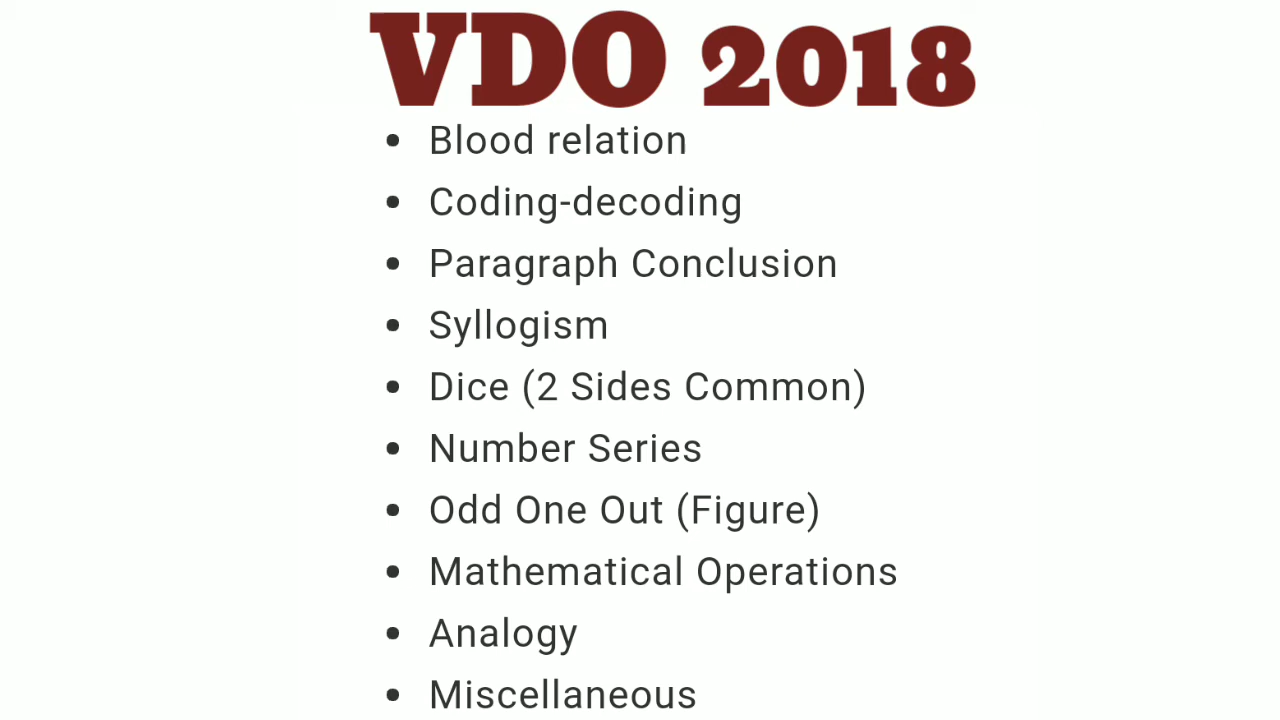 VDO 2018
• Blood relation
• Coding-decoding
• Paragraph Conclusion
• Syllogism
• Dice (2 Sides Common)
• Number Series
• Odd One Out (Figure)
• Mathematical Operations
• Analogy
• Miscellaneous